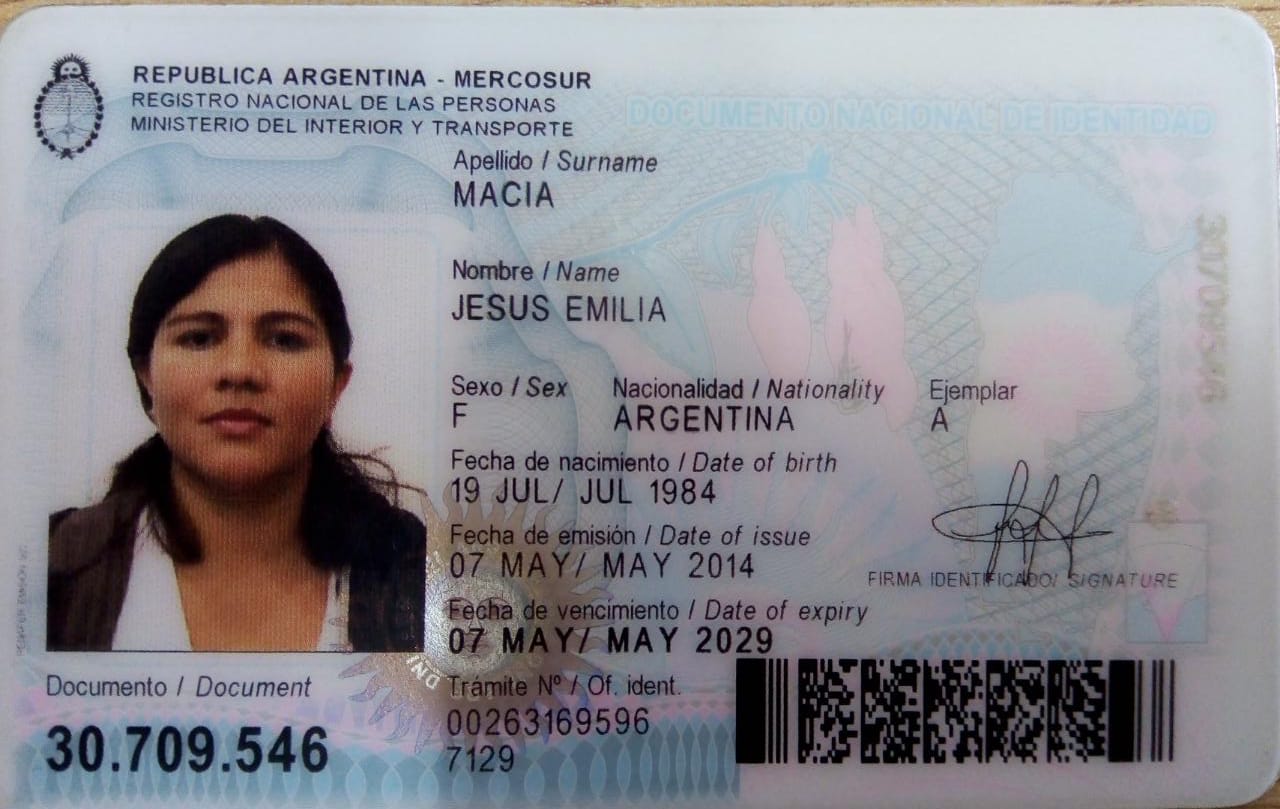 REPUBLICA ARGENTINA - MERCOSUR
REGISTRO NACIONAL DE LAS PERSONAS
MINISTERIO DEL INTERIOR Y TRANSPORTE
DOCUMENTO NACIONAL DE IDENTIDAD
Apellido / Surname
MACIA
Nombre / Name
JESUS EMILIA
Sexo / Sex Nacionalidad / Nationality Ejemplar
F ARGENTINA A
Fecha de nacimiento / Date of birth
19 JUL/ JUL 1984
Fecha de emisión / Date of issue
07 MAY/ MAY 2014
FIRMA IDENTIFICADO/ SIGNATURE
Fecha de vencimiento / Date of expiry
07 MAY/ MAY 2029
DNI
Documento / Document
30.709.546
Trámite Nº / Of. ident.
00263169596
7129
30709546